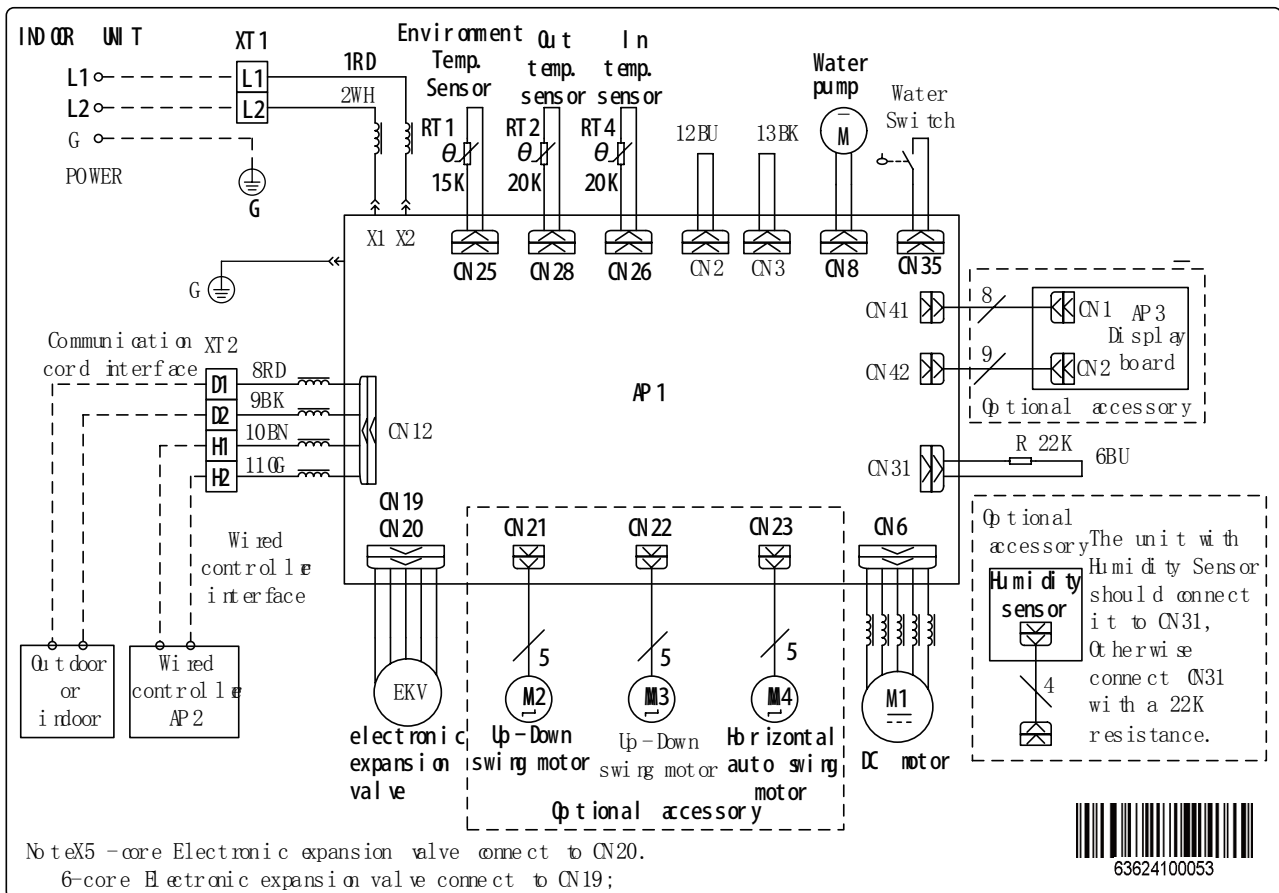 INDOOR UNIT
XT1
L1
L1
L2
L2
G
POWER
G
1RD
2WH
Environment
Temp.
Sensor
RT1
θ
15K
Out
temp.
sensor
RT2
θ
20K
In
temp.
sensor
RT4
θ
20K
12BU
13BK
Water
pump
M
Water
Switch
X1 X2
CN25
CN28
CN26
CN2
CN3
CN8
CN35
G
Communication
cord interface
XT2
D1
D2
H1
H2
8RD
9BK
10BN
11OG
CN12
AP1
CN41
8
CN1
AP3
Display
board
CN42
9
CN2
Optional accessory
CN31
R 22K
6BU
CN19
CN20
CN21
CN22
CN23
CN6
Wired
controller
interface
Outdoor
or
indoor
Wired
controller
AP2
EKV
electronic
expansion
valve
5
M2
Up-Down
swing motor
5
M3
Up-Down
swing motor
5
M4
Horizontal
auto swing
motor
Optional accessory
M1
DC motor
Optional
accessory
Humidity
sensor
4
The unit with
Humidity Sensor
should connect
it to CN31,
Otherwise
connect CN31
with a 22K
resistance.
NoteX5 -core Electronic expansion valve connect to CN20.
6-core Electronic expansion valve connect to CN19;
63624100053